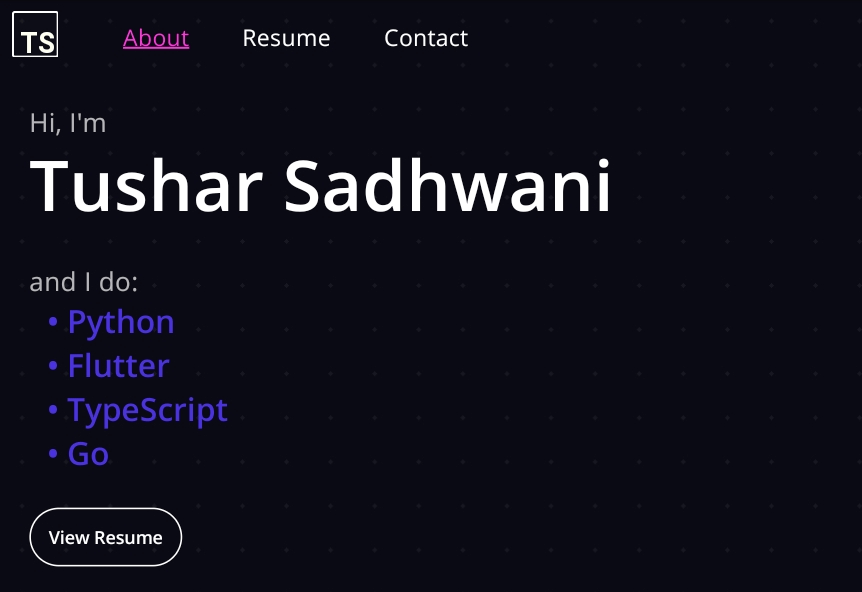 TS
About Resume Contact
Hi, I'm
Tushar Sadhwani
and I do:
• Python
• Flutter
• TypeScript
• Go
View Resume